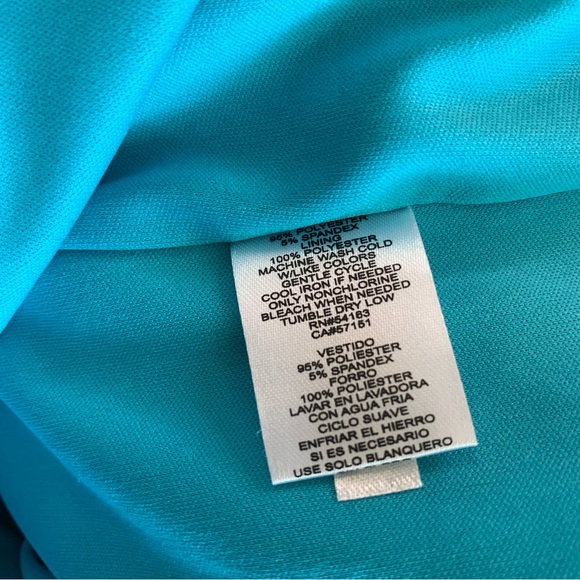 95% POLYESTER
5% SPANDEX
LINING
100% POLYESTER
MACHINE WASH COLD
W/LIKE COLORS
GENTLE CYCLE
COOL IRON IF NEEDED
ONLY NONCHLORINE
BLEACH WHEN NEEDED
TUMBLE DRY LOW
RN#54163
CA#57151
VESTIDO
95% POLIESTER
5% SPANDEX
FORRO
100% POLIESTER
LAVAR EN LAVADORA
CON AGUA FRIA
CICLO SUAVE
ENFRIAR EL HIERRO
SI ES NECESARIO
USE SOLO BLANQUERO